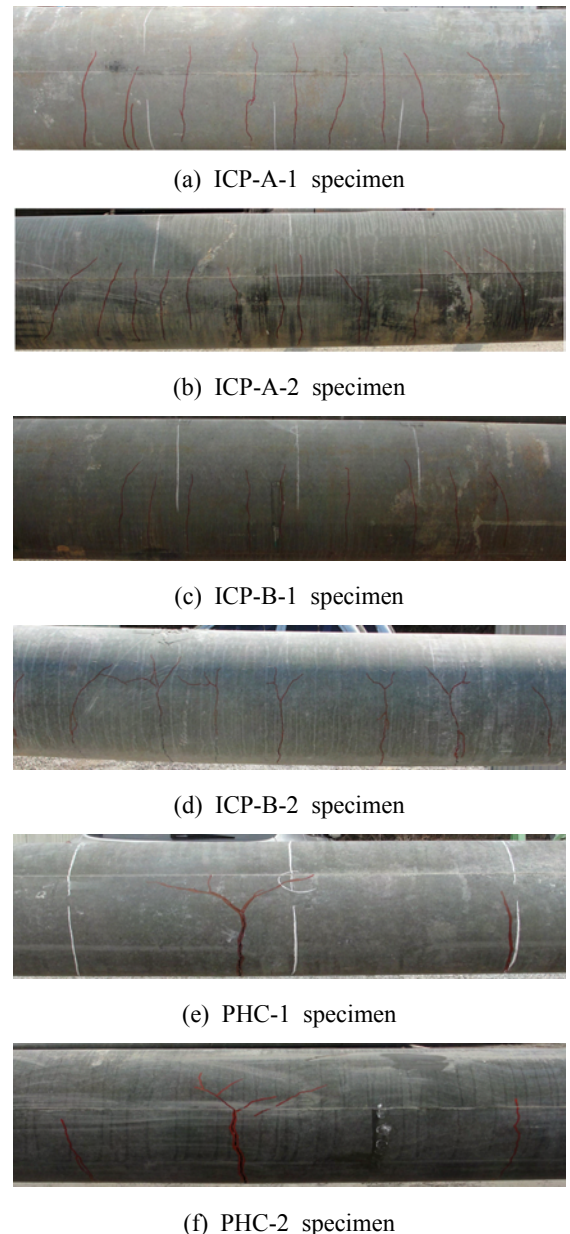 (a) ICP-A-1 specimen
(b) ICP-A-2 specimen
(c) ICP-B-1 specimen
(d) ICP-B-2 specimen
(e) PHC-1 specimen
(f) PHC-2 specimen